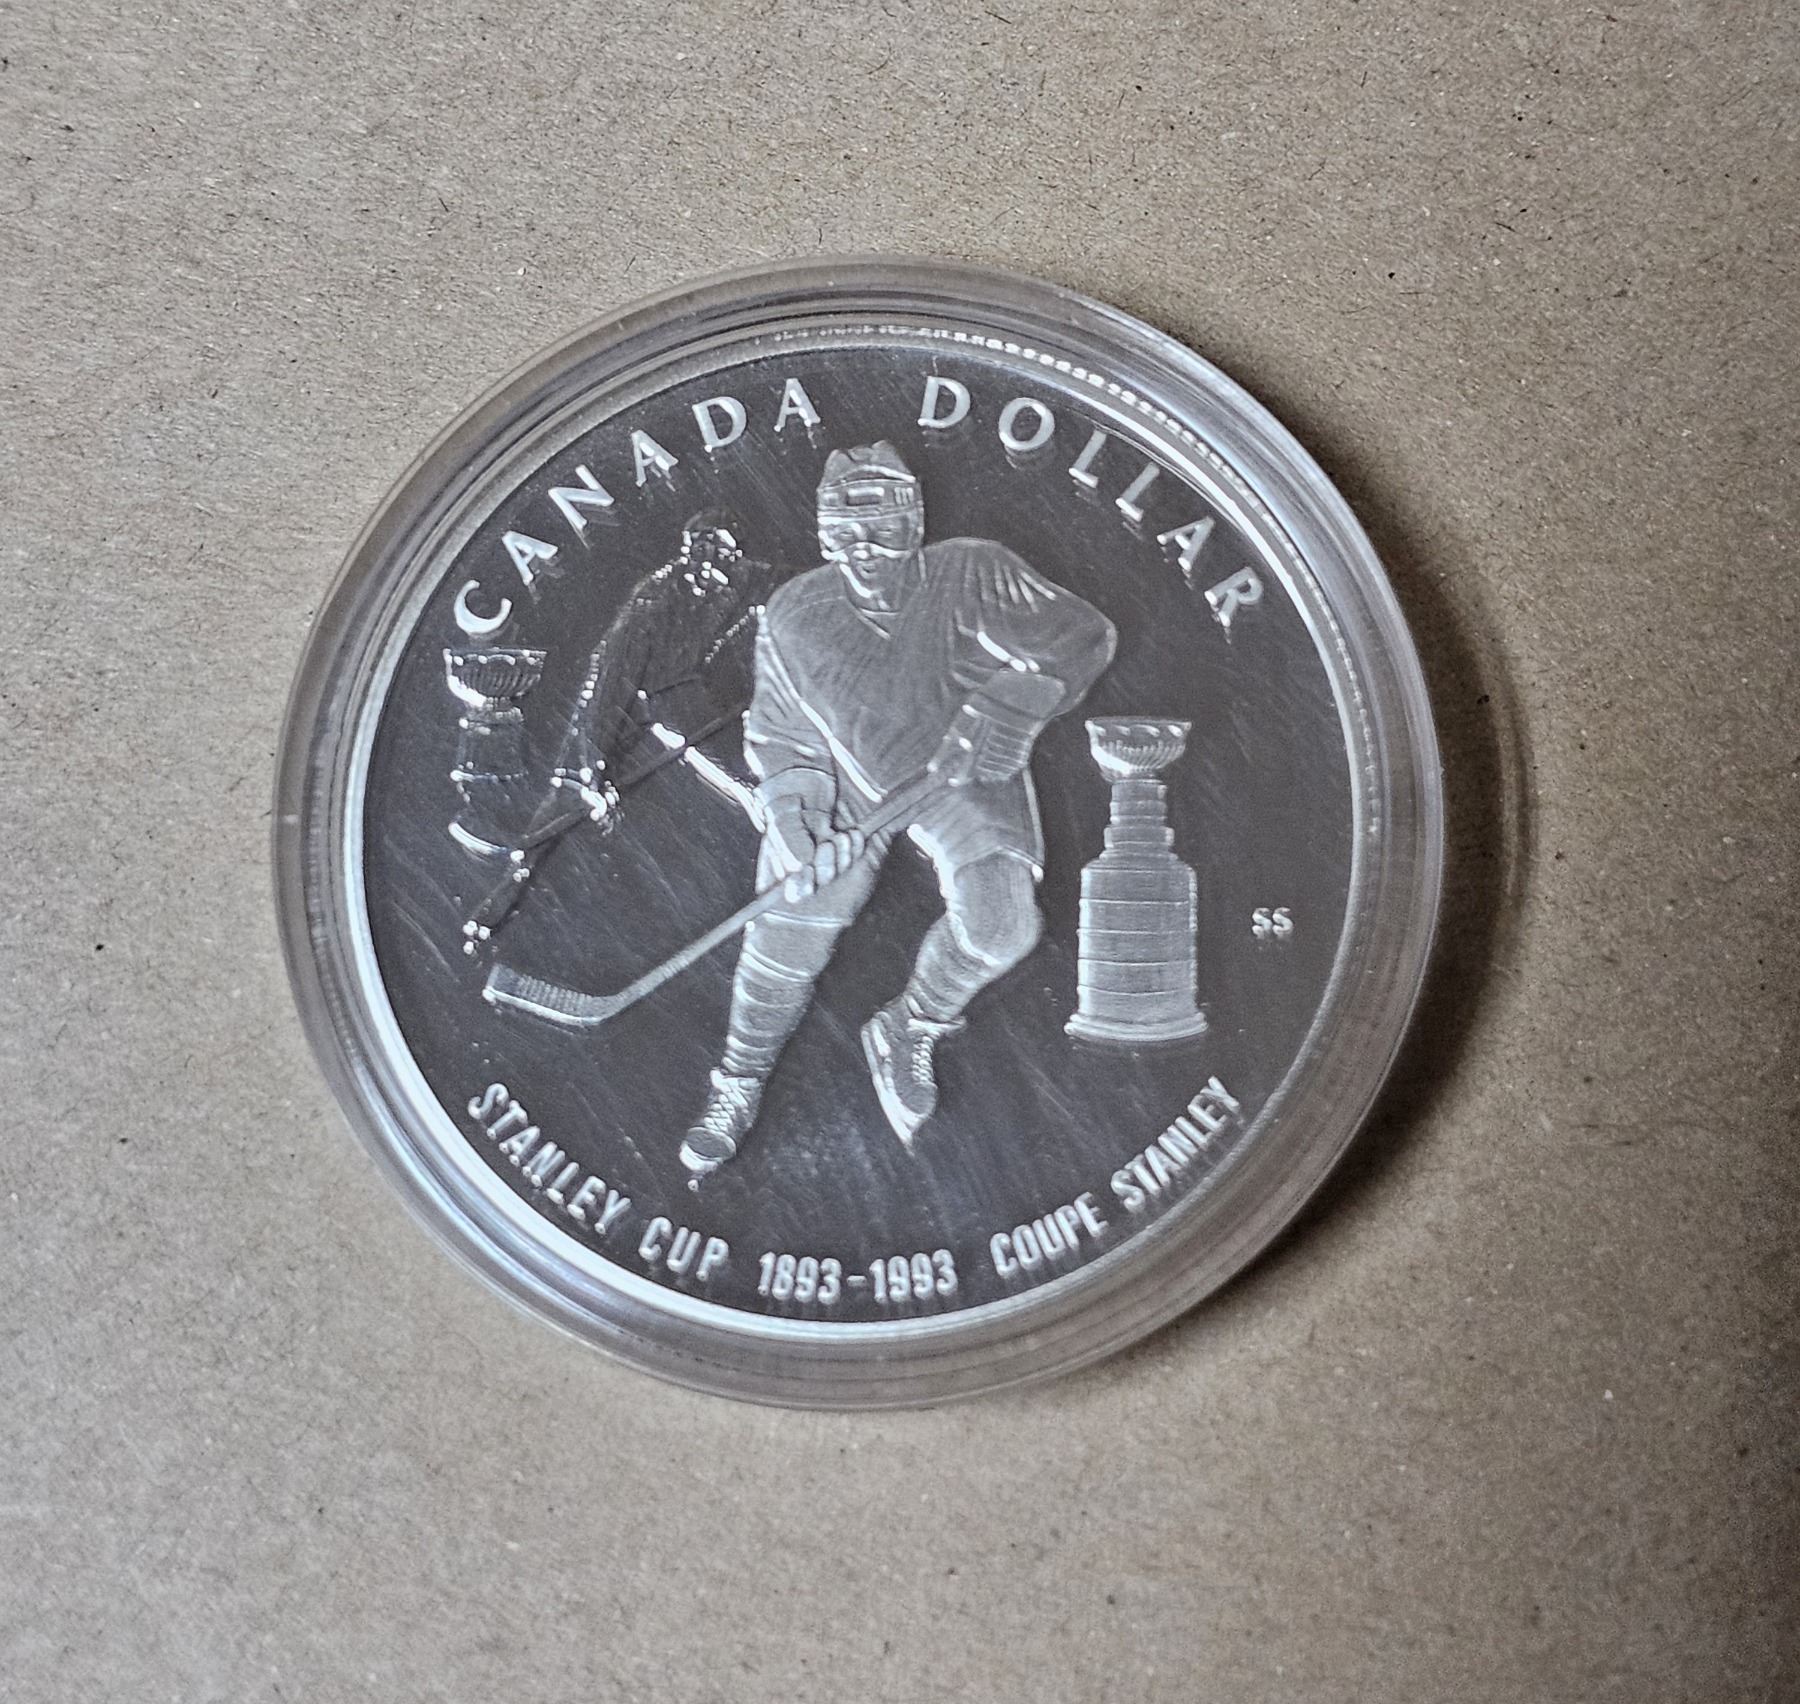 CANADA DOLLAR
SS
STANLEY CUP 1893-1993 COUPE STANLEY